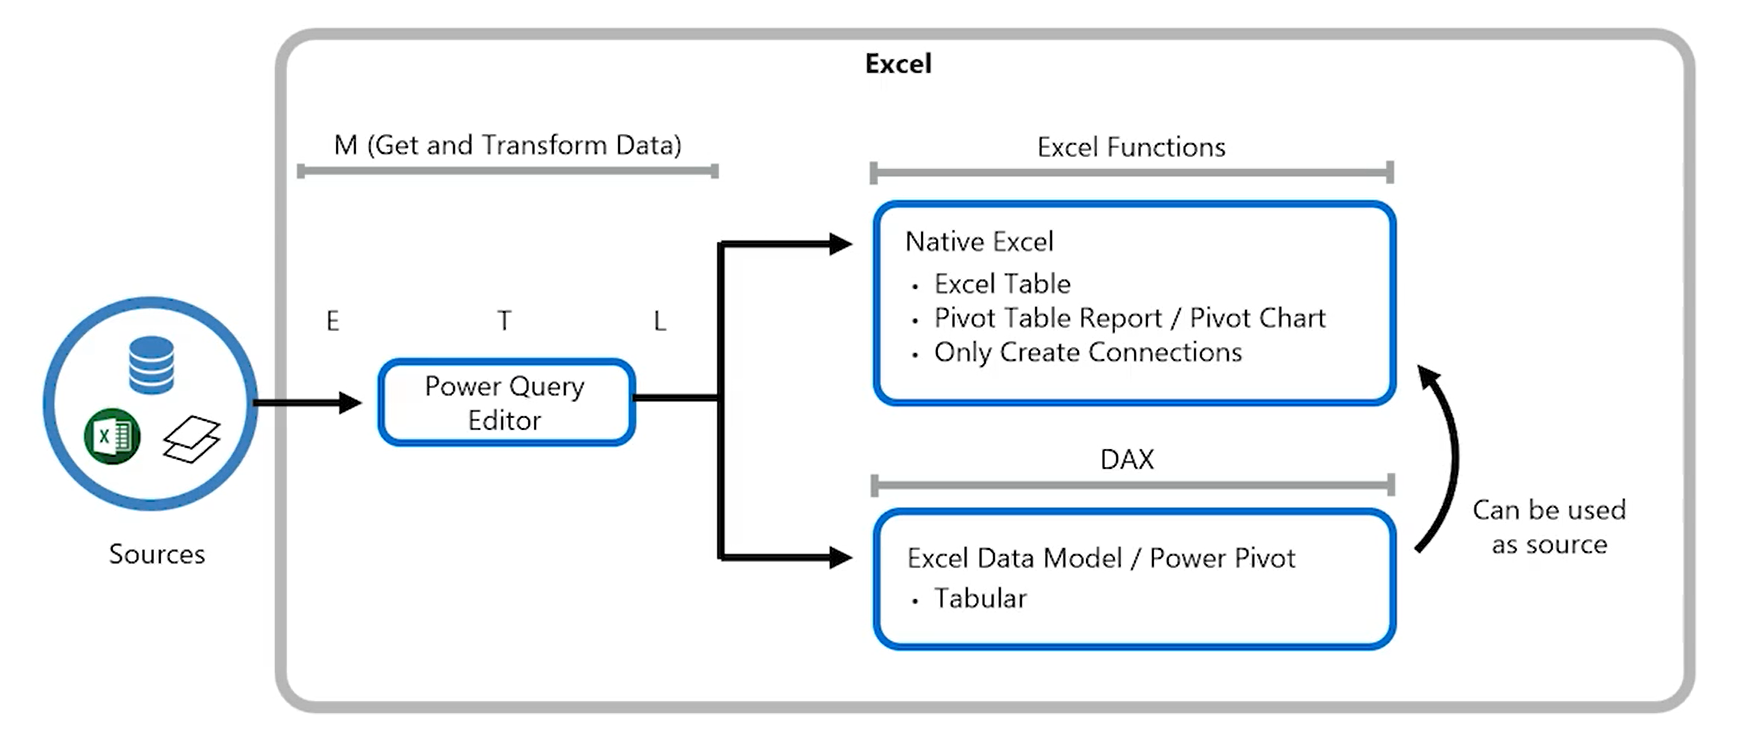 Excel
M (Get and Transform Data)
Excel Functions
Native Excel
• Excel Table
• Pivot Table Report / Pivot Chart
• Only Create Connections
E T L
Power Query
Editor
X
Sources
DAX
Excel Data Model / Power Pivot
• Tabular
Can be used
as source